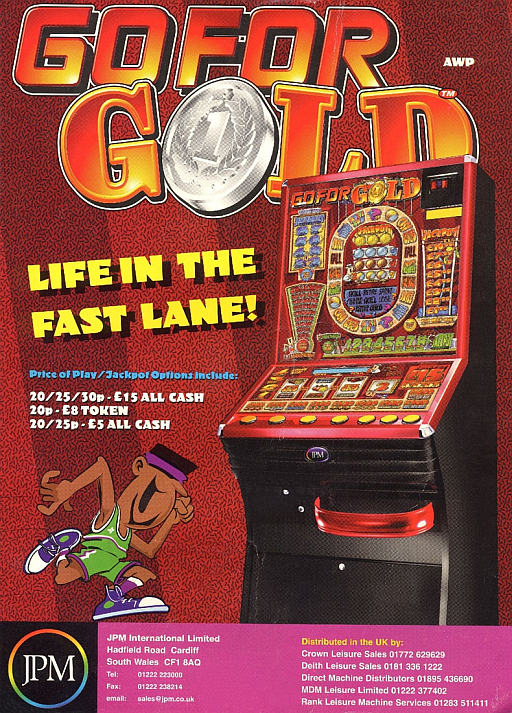 GO FOR
GOLD™
1
AWP
GO FOR GOLD
LIFE IN THE
FAST LANE!
JACKPOT
Price of Play/Jackpot Options include:
20/25/30p - £15 ALL CASH
20p - £8 TOKEN
20/25p - £5 ALL CASH
JPM
JPM
JPM International Limited
Hadfield Road Cardiff
South Wales CF1 8AQ
Tel: 01222 223000
Fax: 01222 238214
email: sales@jpm.co.uk
Distributed in the UK by:
Crown Leisure Sales 01772 629629
Deith Leisure Sales 0181 336 1222
Direct Machine Distributors 01895 436690
MDM Leisure Limited 01222 377402
Rank Leisure Machine Services 01283 511411